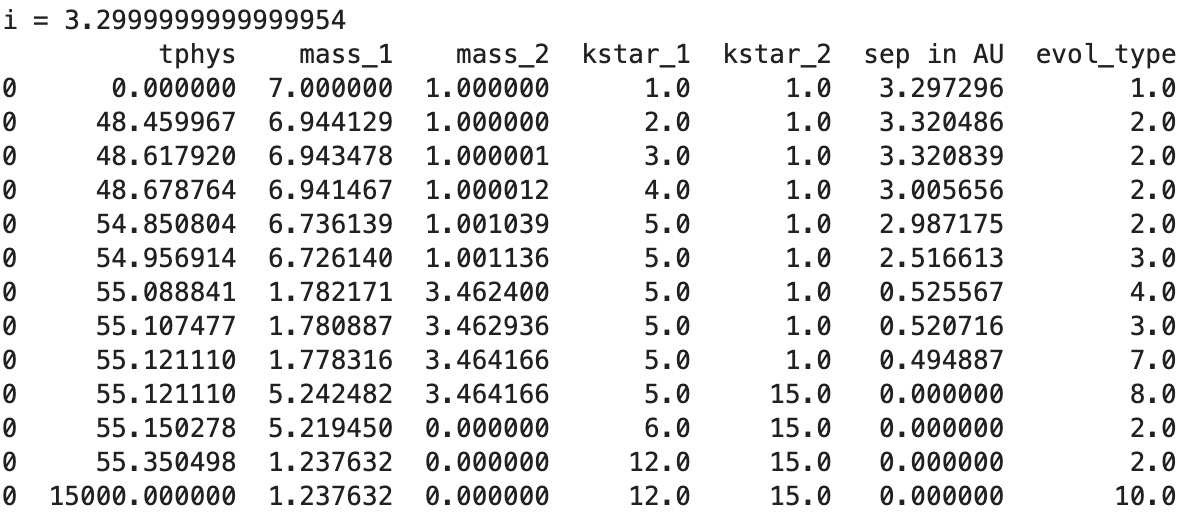 i = 3.2999999999999954
tphys mass_1 mass_2 kstar_1 kstar_2 sep in AU evol_type
0 0.000000 7.000000 1.000000 1.0 1.0 3.297296 1.0
0 48.459967 6.944129 1.000000 2.0 1.0 3.320486 2.0
0 48.617920 6.943478 1.000001 3.0 1.0 3.320839 2.0
0 48.678764 6.941467 1.000012 4.0 1.0 3.005656 2.0
0 54.850804 6.736139 1.001039 5.0 1.0 2.987175 2.0
0 54.956914 6.726140 1.001136 5.0 1.0 2.516613 3.0
0 55.088841 1.782171 3.462400 5.0 1.0 0.525567 4.0
0 55.107477 1.780887 3.462936 5.0 1.0 0.520716 3.0
0 55.121110 1.778316 3.464166 5.0 1.0 0.494887 7.0
0 55.121110 5.242482 3.464166 5.0 15.0 0.000000 8.0
0 55.150278 5.219450 0.000000 6.0 15.0 0.000000 2.0
0 55.350498 1.237632 0.000000 12.0 15.0 0.000000 2.0
0 15000.000000 1.237632 0.000000 12.0 15.0 0.000000 10.0